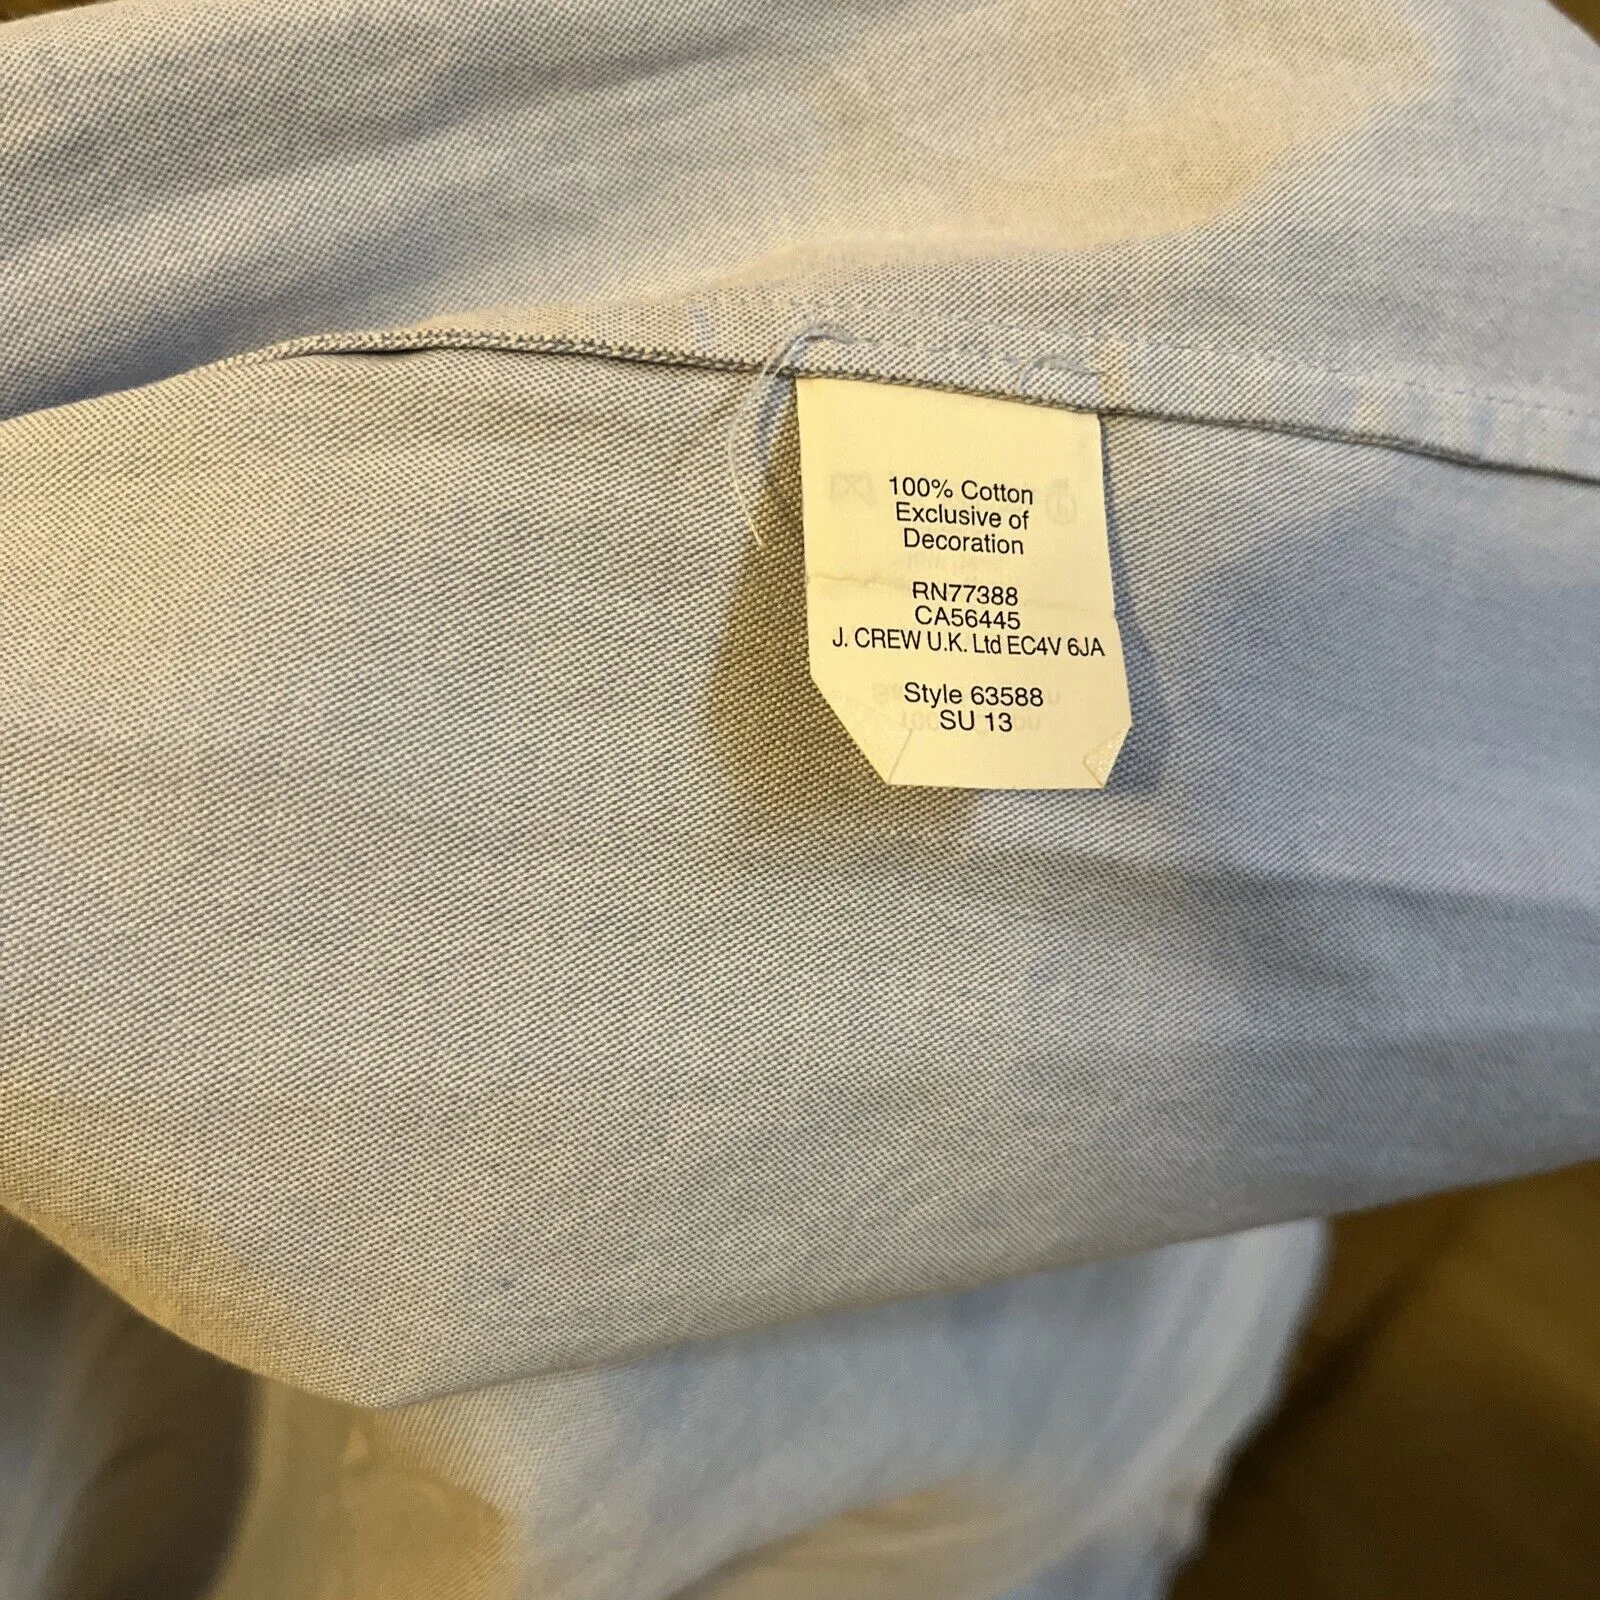 100% Cotton
Exclusive of
Decoration
RN77388
CA56445
J. CREW U.K. Ltd EC4V 6JA
Style 63588
SU 13